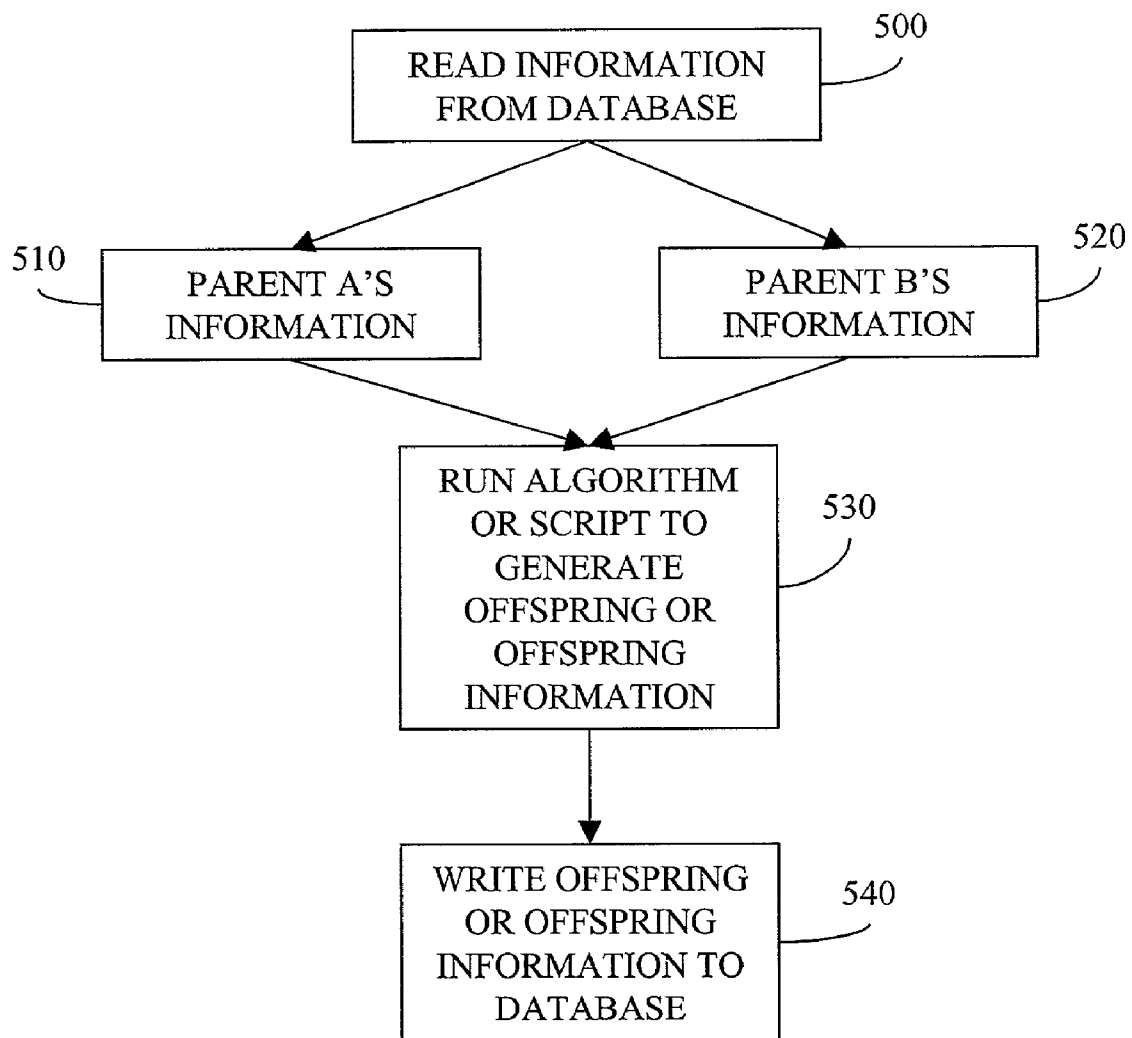 500
READ INFORMATION
FROM DATABASE
510
PARENT A'S
INFORMATION
520
PARENT B'S
INFORMATION
RUN ALGORITHM
OR SCRIPT TO
GENERATE
OFFSPRING OR
OFFSPRING
INFORMATION
530
WRITE OFFSPRING
OR OFFSPRING
INFORMATION TO
DATABASE
540